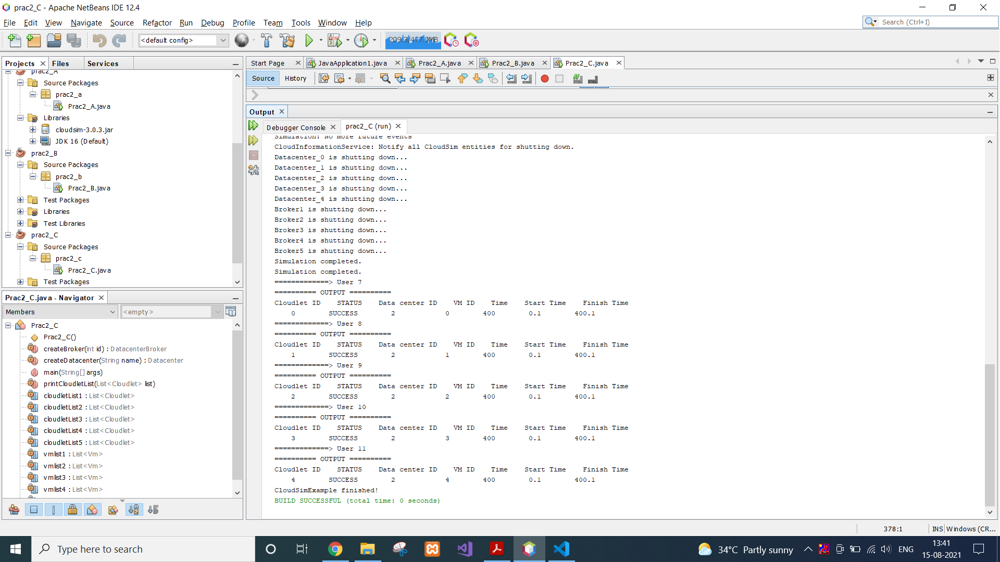 prac2_C - Apache NetBeans IDE 12.4
File Edit View Navigate Source Refactor Run Debug Profile Team Tools Window Help
Search (Ctrl+I)
<default config>
209.3/477.0MB
Projects Files Services
prac2_A
Source Packages
prac2_a
Prac2_A.java
Libraries
cloudsim-3.0.3.jar
JDK 16 (Default)
prac2_B
Source Packages
prac2_b
Prac2_B.java
Test Packages
Libraries
Test Libraries
prac2_C
Source Packages
prac2_c
Prac2_C.java
Test Packages
Prac2_C.java - Navigator
Members <empty>
Prac2_C
Prac2_C()
createBroker(int id) : DatacenterBroker
createDatacenter(String name) : Datacenter
main(String[] args)
printCloudletList(List<Cloudlet> list)
cloudletList1 : List<Cloudlet>
cloudletList2 : List<Cloudlet>
cloudletList3 : List<Cloudlet>
cloudletList4 : List<Cloudlet>
cloudletList5 : List<Cloudlet>
vmlist1 : List<Vm>
vmlist2 : List<Vm>
vmlist3 : List<Vm>
vmlist4 : List<Vm>
Start Page JavaApplication1.java Prac2_A.java Prac2_B.java Prac2_C.java
Source History
Output
Debugger Console prac2_C (run)
Simulation: No more future events
CloudInformationService: Notify all CloudSim entities for shutting down.
Datacenter_0 is shutting down...
Datacenter_1 is shutting down...
Datacenter_2 is shutting down...
Datacenter_3 is shutting down...
Datacenter_4 is shutting down...
Broker1 is shutting down...
Broker2 is shutting down...
Broker3 is shutting down...
Broker4 is shutting down...
Broker5 is shutting down...
Simulation completed.
Simulation completed.
=============> User 7
========== OUTPUT ==========
Cloudlet ID STATUS Data center ID VM ID Time Start Time Finish Time
0 SUCCESS 2 0 400 0.1 400.1
=============> User 8
========== OUTPUT ==========
Cloudlet ID STATUS Data center ID VM ID Time Start Time Finish Time
1 SUCCESS 2 1 400 0.1 400.1
=============> User 9
========== OUTPUT ==========
Cloudlet ID STATUS Data center ID VM ID Time Start Time Finish Time
2 SUCCESS 2 2 400 0.1 400.1
=============> User 10
========== OUTPUT ==========
Cloudlet ID STATUS Data center ID VM ID Time Start Time Finish Time
3 SUCCESS 2 3 400 0.1 400.1
=============> User 11
========== OUTPUT ==========
Cloudlet ID STATUS Data center ID VM ID Time Start Time Finish Time
4 SUCCESS 2 4 400 0.1 400.1
CloudSimExample finished!
BUILD SUCCESSFUL (total time: 0 seconds)
378:1 INS Windows (CR...
Type here to search
34°C Partly sunny
ENG
13:41
15-08-2021